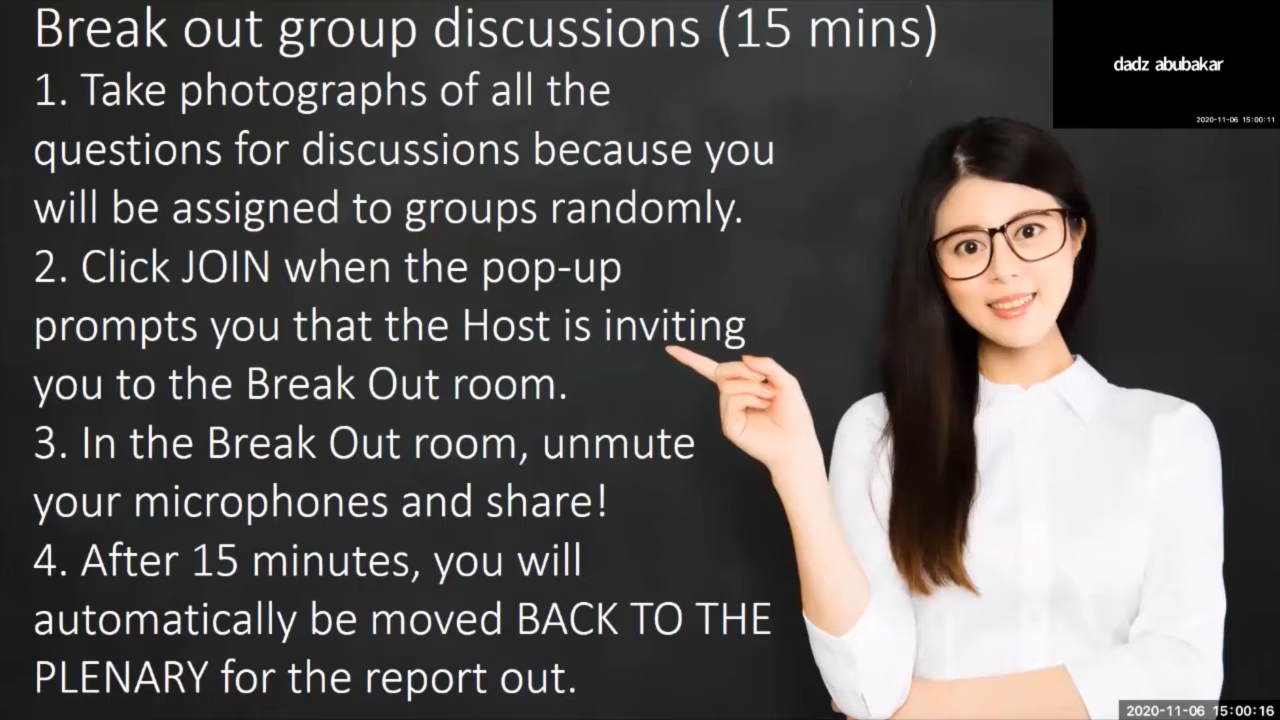 Break out group discussions (15 mins)
1. Take photographs of all the
questions for discussions because you
will be assigned to groups randomly.
2. Click JOIN when the pop-up
prompts you that the Host is inviting
you to the Break Out room.
3. In the Break Out room, unmute
your microphones and share!
4. After 15 minutes, you will
automatically be moved BACK TO THE
PLENARY for the report out.
dadz abubakar
2020-11-06 15:00:11
2020-11-06 15:00:16